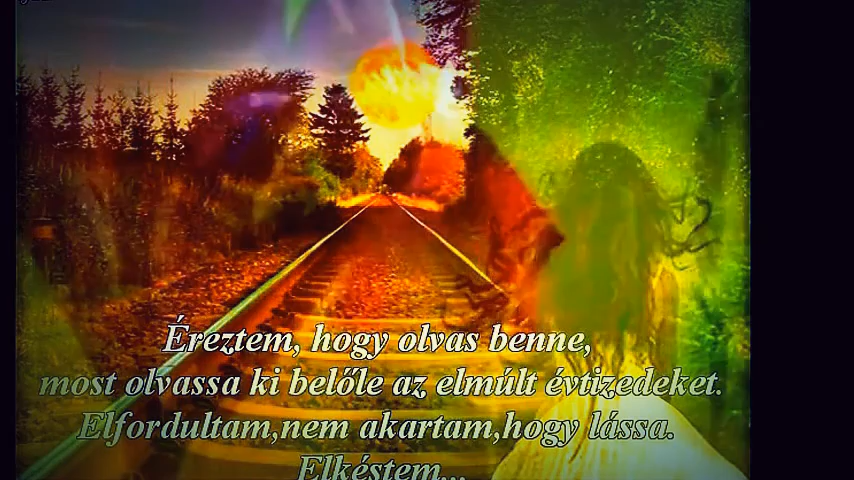 Éreztem, hogy olvas benne,
most olvassa ki belőle az elmúlt évtizedeket.
Elfordultam,nem akartam,hogy lássa.
Elkéstem...